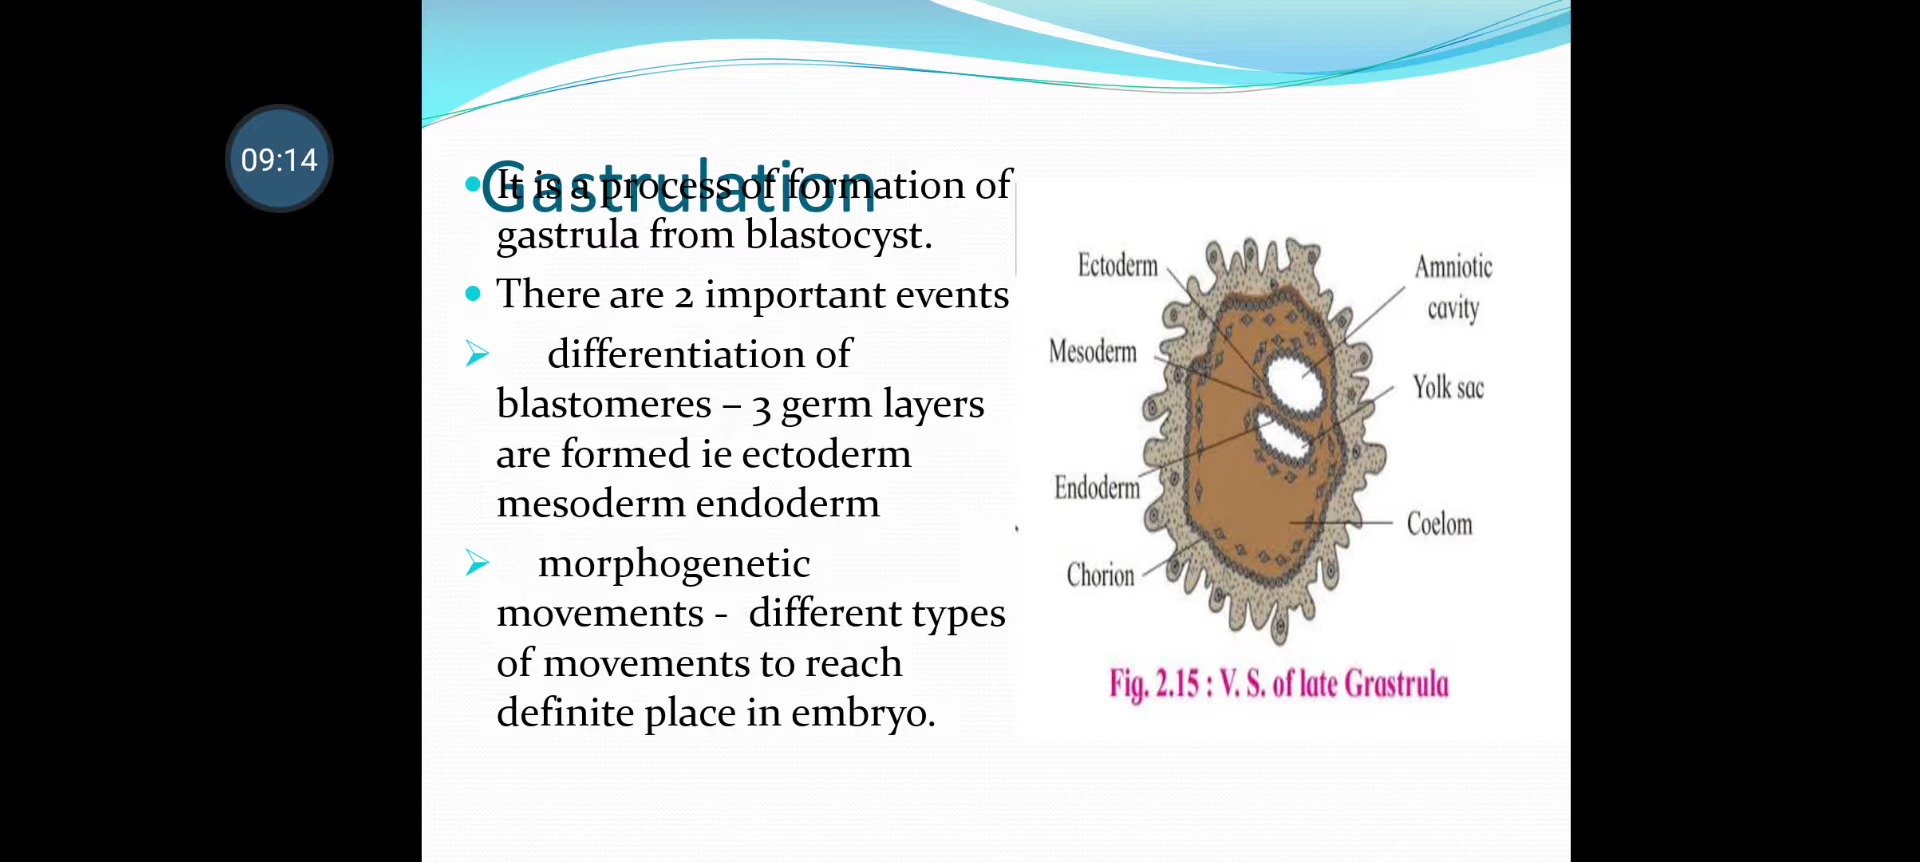 09:14
Gastrulation
• It is a process of formation of
gastrula from blastocyst.
• There are 2 important events
➢ differentiation of
blastomeres – 3 germ layers
are formed ie ectoderm
mesoderm endoderm
➢ morphogenetic
movements - different types
of movements to reach
definite place in embryo.
Ectoderm
Amniotic
cavity
Mesoderm
Yolk sac
Endoderm
Coelom
Chorion
Fig. 2.15 : V. S. of late Grastrula